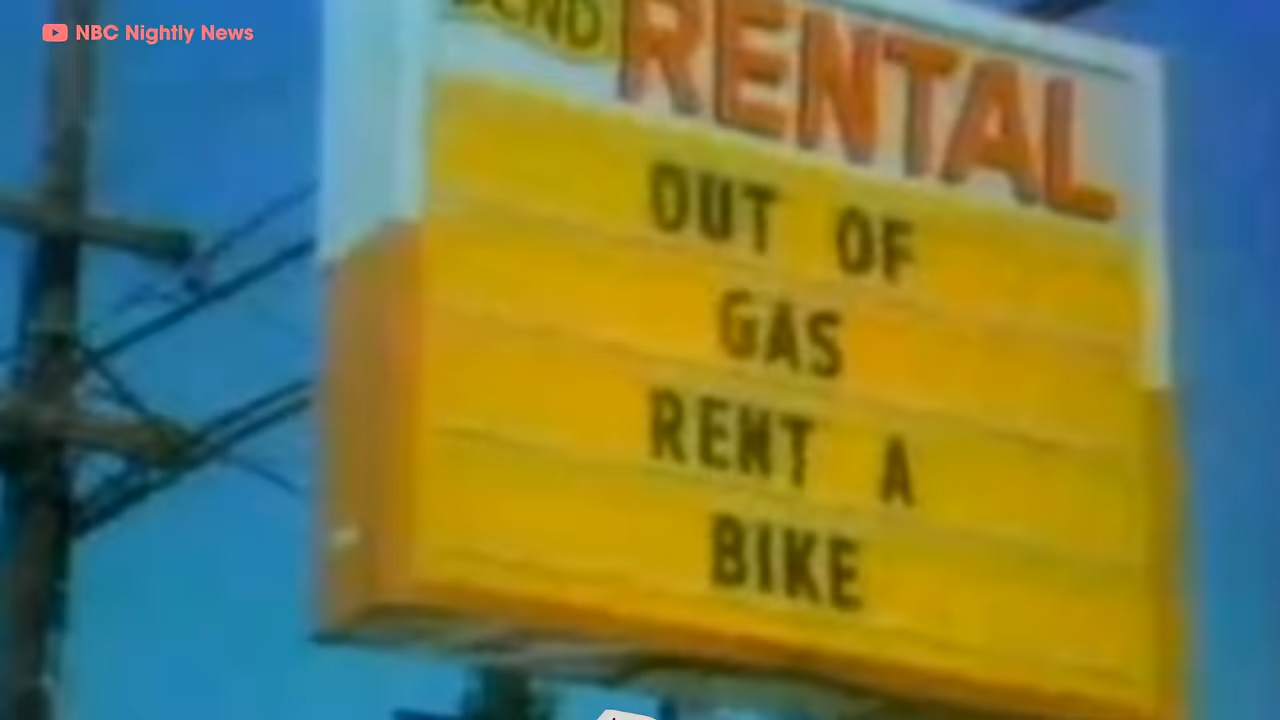 NBC Nightly News
RENTAL
OUT OF
GAS
RENT A
BIKE